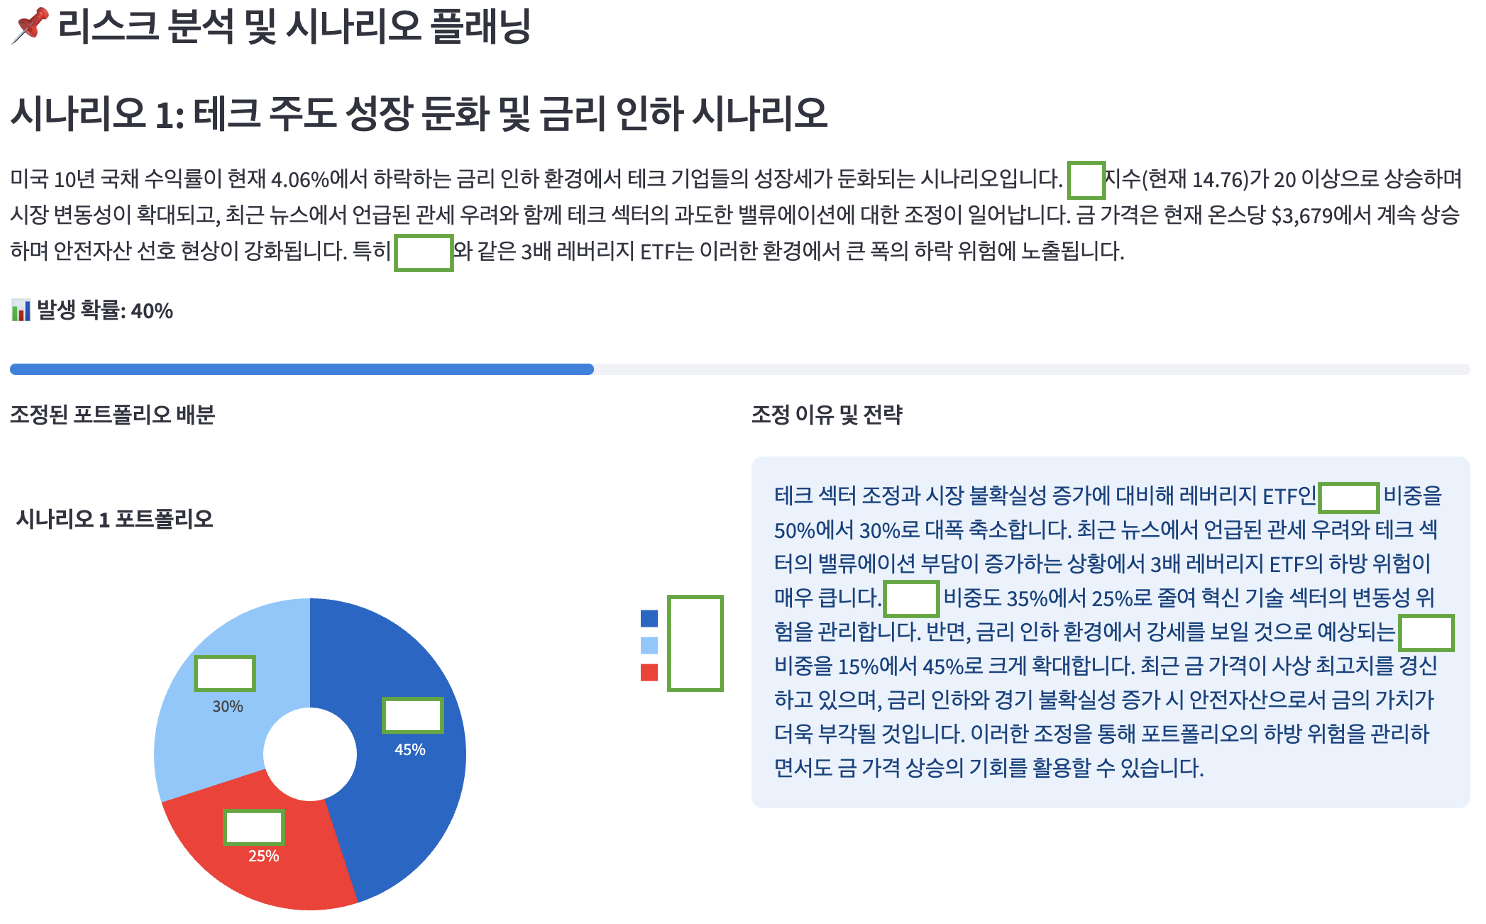 📌 리스크 분석 및 시나리오 플래닝
시나리오 1: 테크 주도 성장 둔화 및 금리 인하 시나리오
미국 10년 국채 수익률이 현재 4.06%에서 하락하는 금리 인하 환경에서 테크 기업들의 성장세가 둔화되는 시나리오입니다. 지수(현재 14.76)가 20 이상으로 상승하며
시장 변동성이 확대되고, 최근 뉴스에서 언급된 관세 우려와 함께 테크 섹터의 과도한 밸류에이션에 대한 조정이 일어납니다. 금 가격은 현재 온스당 $3,679에서 계속 상승
하며 안전자산 선호 현상이 강화됩니다. 특히 와 같은 3배 레버리지 ETF는 이러한 환경에서 큰 폭의 하락 위험에 노출됩니다.
📊 발생 확률: 40%
조정된 포트폴리오 배분
시나리오 1 포트폴리오
30%
45%
25%
조정 이유 및 전략
테크 섹터 조정과 시장 불확실성 증가에 대비해 레버리지 ETF인 비중을
50%에서 30%로 대폭 축소합니다. 최근 뉴스에서 언급된 관세 우려와 테크 섹
터의 밸류에이션 부담이 증가하는 상황에서 3배 레버리지 ETF의 하방 위험이
매우 큽니다. 비중도 35%에서 25%로 줄여 혁신 기술 섹터의 변동성 위
험을 관리합니다. 반면, 금리 인하 환경에서 강세를 보일 것으로 예상되는
비중을 15%에서 45%로 크게 확대합니다. 최근 금 가격이 사상 최고치를 경신
하고 있으며, 금리 인하와 경기 불확실성 증가 시 안전자산으로서 금의 가치가
더욱 부각될 것입니다. 이러한 조정을 통해 포트폴리오의 하방 위험을 관리하
면서도 금 가격 상승의 기회를 활용할 수 있습니다.